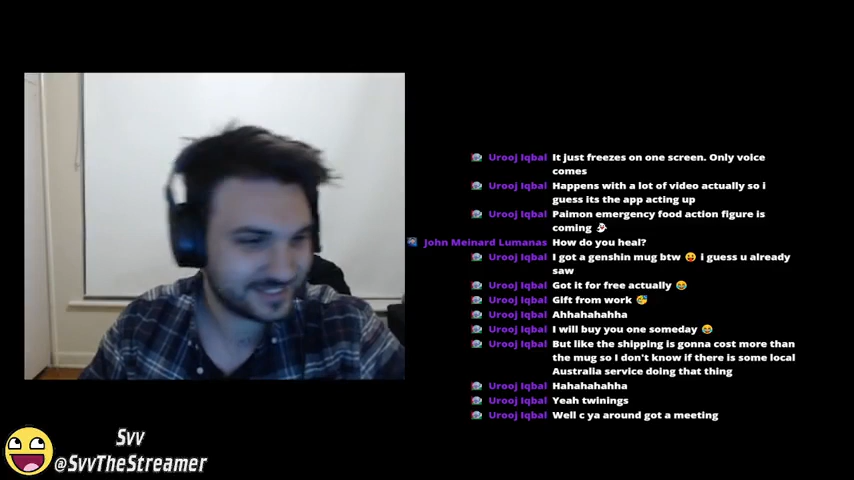 Urooj Iqbal It just freezes on one screen. Only voice
comes
Urooj Iqbal Happens with a lot of video actually so i
guess its the app acting up
Urooj Iqbal Paimon emergency food action figure is
coming 👻
John Meinard Lumanas How do you heal?
Urooj Iqbal I got a genshin mug btw 😛 i guess u already
saw
Urooj Iqbal Got it for free actually 😂
Urooj Iqbal Gift from work 😅
Urooj Iqbal Ahhahahahha
Urooj Iqbal I will buy you one someday 😂
Urooj Iqbal But like the shipping is gonna cost more than
the mug so I don't know if there is some local
Australia service doing that thing
Urooj Iqbal Hahahahahha
Urooj Iqbal Yeah twinings
Urooj Iqbal Well c ya around got a meeting
Svv
@SvvTheStreamer